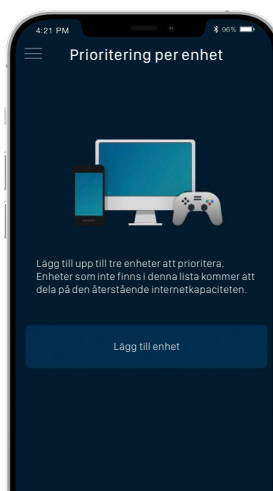 4:21 PM 96%
Prioritering per enhet
Lägg till upp till tre enheter att prioritera.
Enheter som inte finns i denna lista kommer att
dela på den återstående internetkapaciteten.
Lägg till enhet